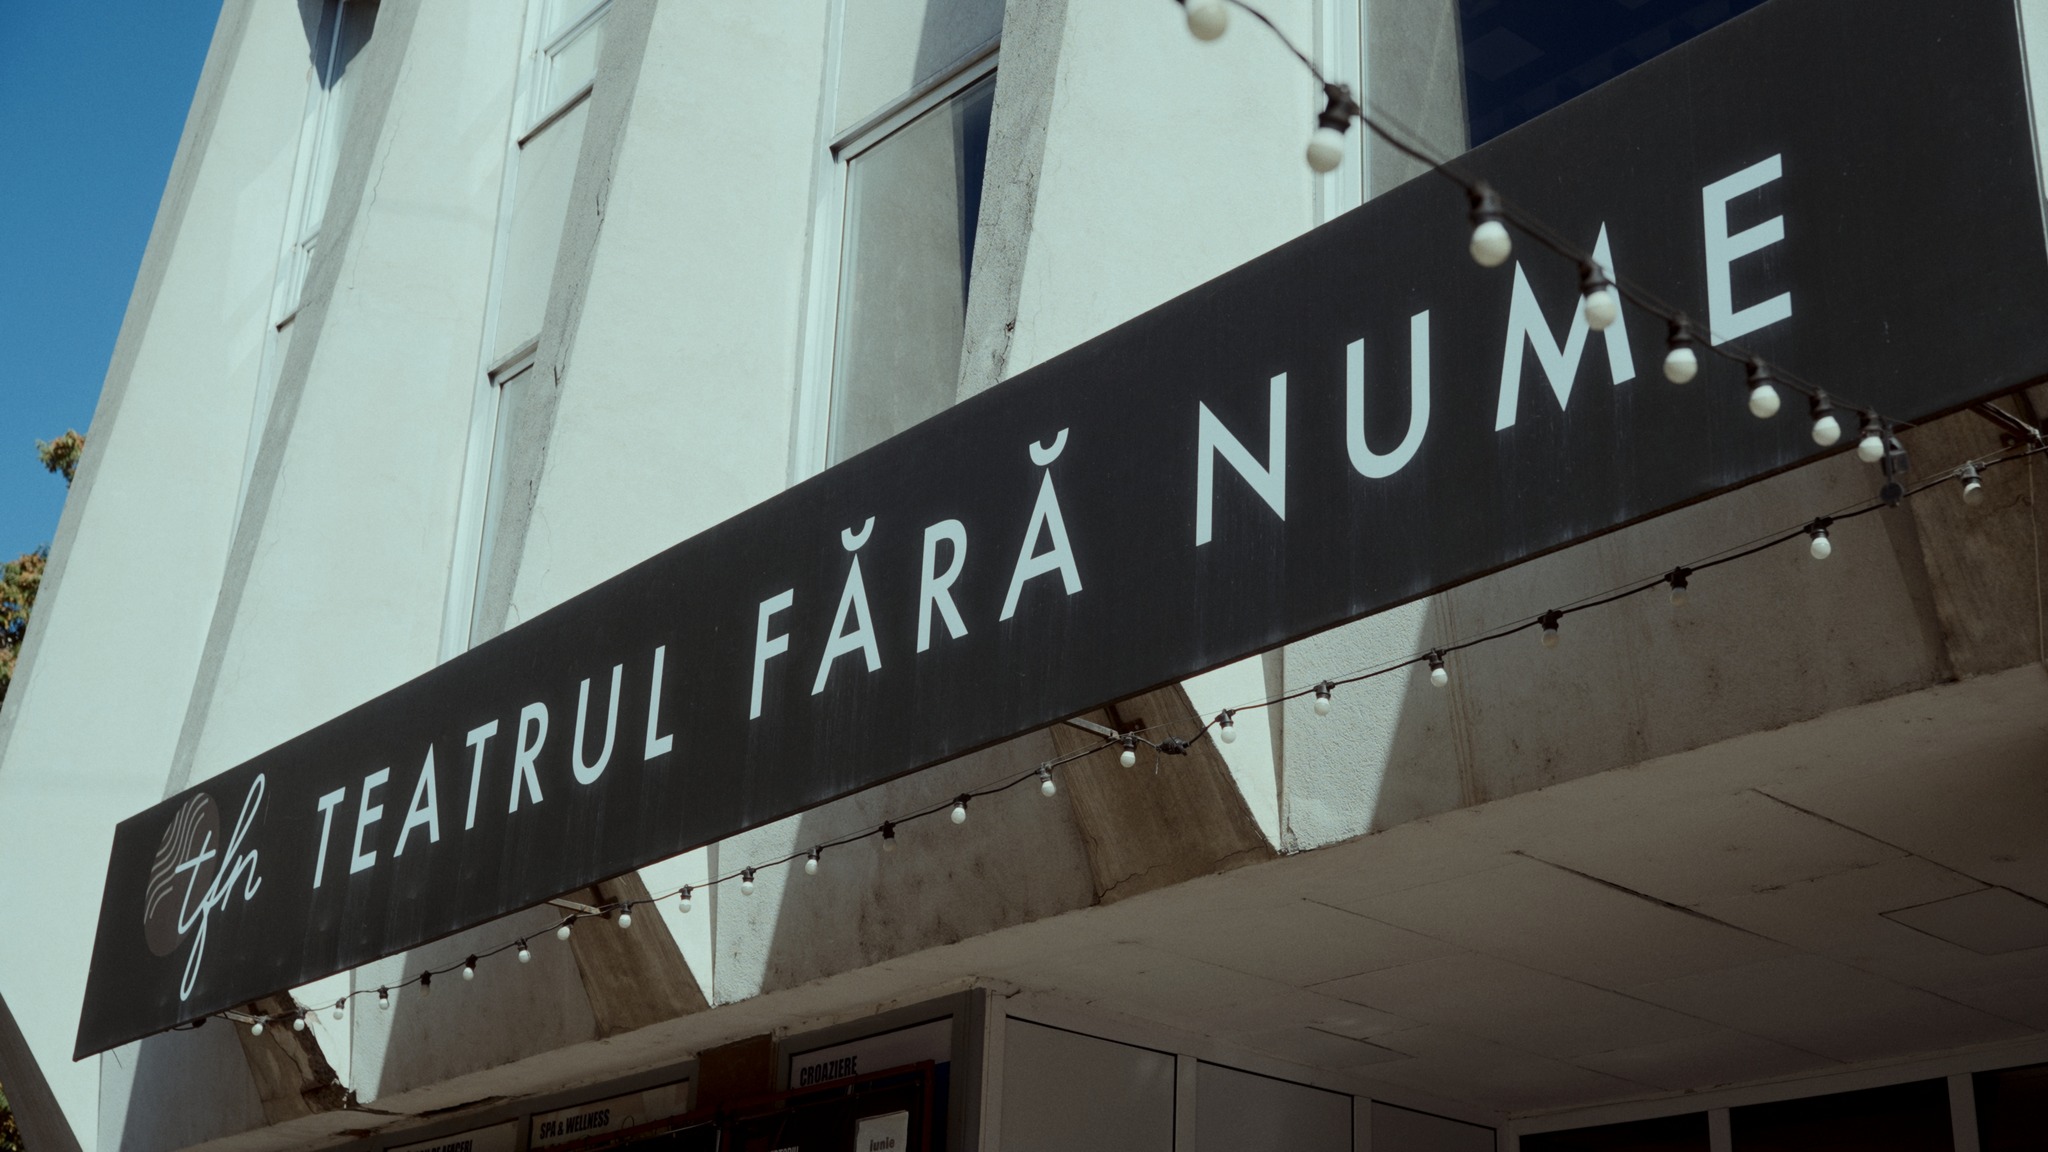 tfn TEATRUL FĂRĂ NUME
CROAZIERE
SPA & WELLNESS
iunie